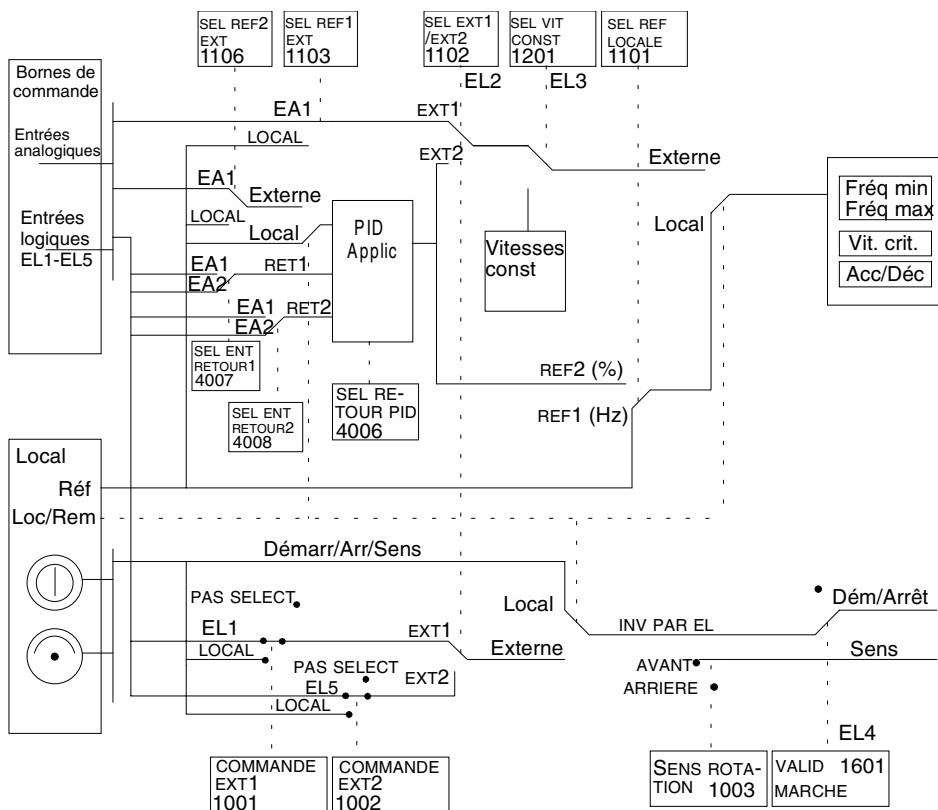 SEL REF2
EXT
1106
SEL REF1
EXT
1103
SEL EXT1
/EXT2
1102
SEL VIT
CONST
1201
SEL REF
LOCALE
1101
EL2
EL3
Bornes de
commande
Entrées
analogiques
Entrées
logiques
EL1-EL5
EA1
EXT1
LOCAL
EXT2
Externe
EA1
Externe
LOCAL
Local
PID
Applic
Vitesses
const
Local
Fréq min
Fréq max
Vit. crit.
Acc/Déc
EA1
RET1
EA2
EA1
RET2
EA2
SEL ENT
RETOUR1
4007
SEL ENT
RETOUR2
4008
SEL RE-
TOUR PID
4006
REF2 (%)
REF1 (Hz)
Local
Réf
Loc/Rem
Démarr/Arr/Sens
PAS SELECT
Local
Dém/Arrêt
EL1
EXT1
INV PAR EL
LOCAL
Externe
Sens
PAS SELECT
EXT2
AVANT
EL5
ARRIERE
LOCAL
EL4
COMMANDE
EXT1
1001
COMMANDE
EXT2
1002
SENS ROTA-
TION 1003
VALID 1601
MARCHE